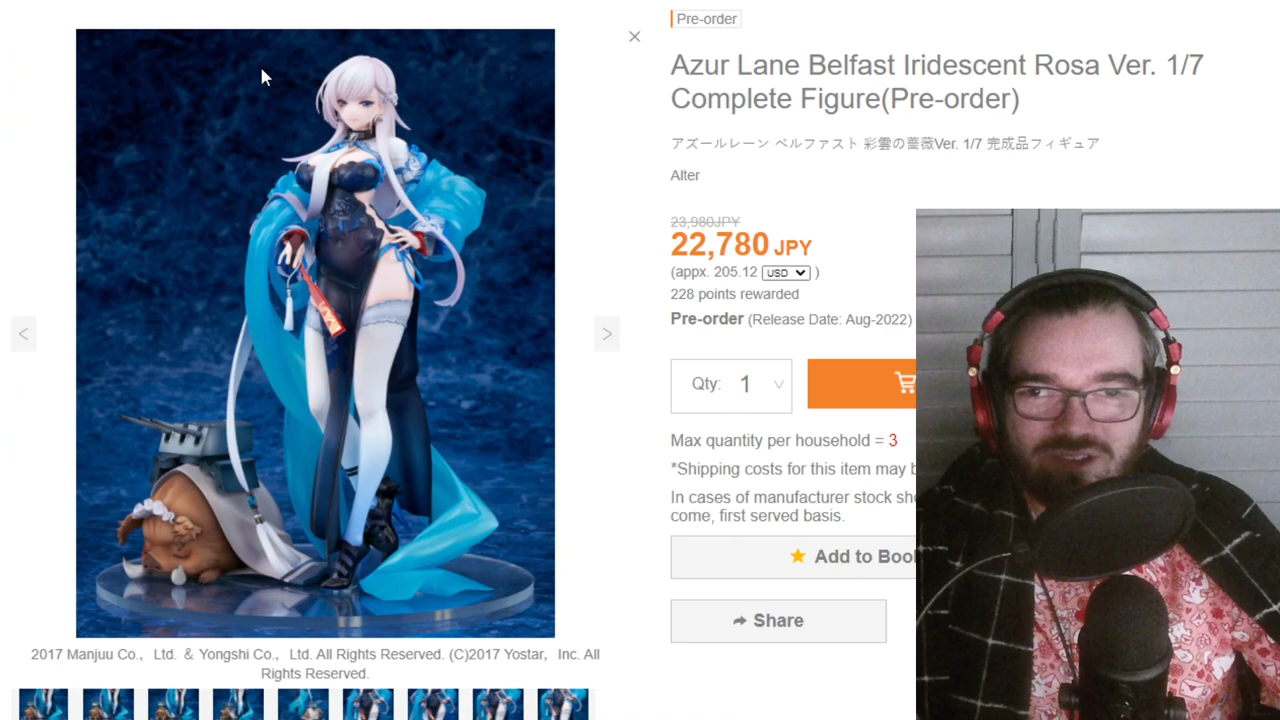 Pre-order
Azur Lane Belfast Iridescent Rosa Ver. 1/7
Complete Figure(Pre-order)
アズールレーン ベルファスト 彩雲の薔薇Ver. 1/7 完成品フィギュア
Alter
23,980JPY
22,780 JPY
(appx. 205.12 USD )
228 points rewarded
Pre-order (Release Date: Aug-2022)
Qty: 1
Max quantity per household = 3
*Shipping costs for this item may
In cases of manufacturer stock
come, first served basis.
Add to
Share
2017 Manjuu Co., Ltd. & Yongshi Co., Ltd. All Rights Reserved. (C)2017 Yostar, Inc. All
Rights Reserved.